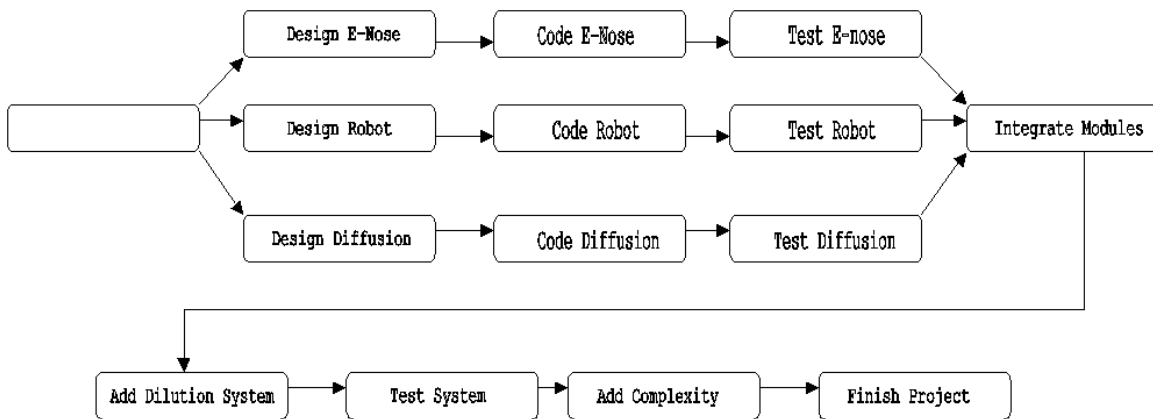 Design E-Nose
Code E-Nose
Test E-nose
Design Robot
Code Robot
Test Robot
Integrate Modules
Design Diffusion
Code Diffusion
Test Diffusion
Add Dilution System
Test System
Add Complexity
Finish Project